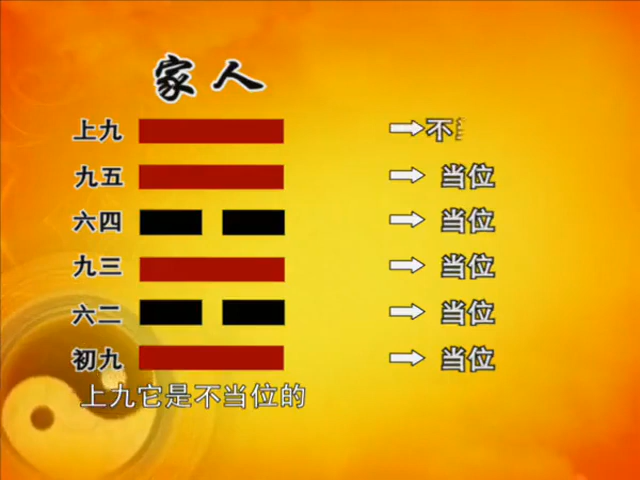 家人
上九 不
九五 当位
六四 当位
九三 当位
六二 当位
初九 当位
上九它是不当位的